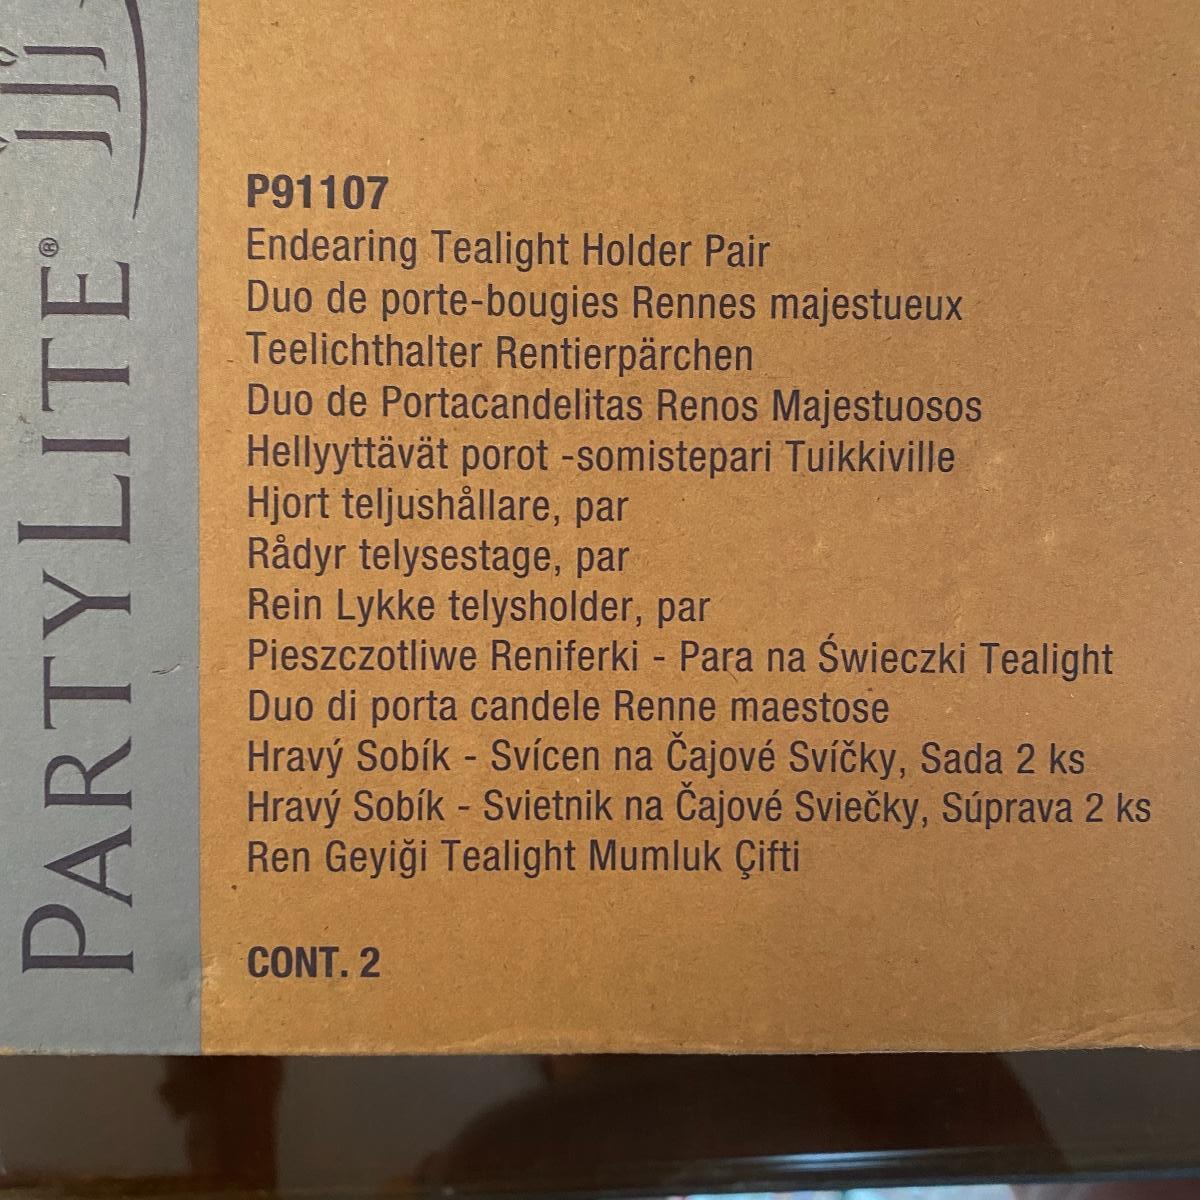 PARTYLITE®
P91107
Endearing Tealight Holder Pair
Duo de porte-bougies Rennes majestueux
Teelichthalter Rentierpärchen
Duo de Portacandelitas Renos Majestuosos
Hellyyttävät porot -somistepari Tuikkiville
Hjort teljushållare, par
Rådyr telysestage, par
Rein Lykke telysholder, par
Pieszczotliwe Reniferki - Para na Świeczki Tealight
Duo di porta candele Renne maestose
Hravý Sobík - Svícen na Čajové Svíčky, Sada 2 ks
Hravý Sobík - Svietnik na Čajové Sviečky, Súprava 2 ks
Ren Geyiği Tealight Mumluk Çifti
CONT. 2